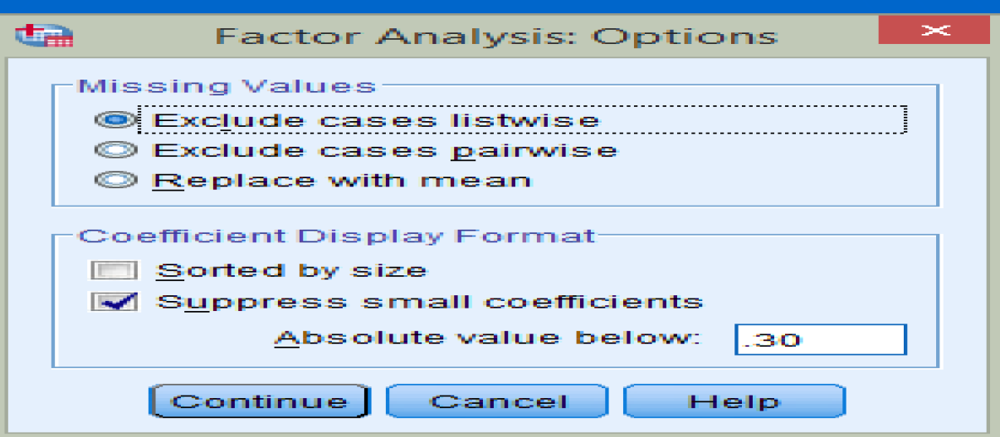 Factor Analysis: Options
Missing Values
Exclude cases listwise
Exclude cases pairwise
Replace with mean
Coefficient Display Format
Sorted by size
Suppress small coefficients
Absolute value below: .30
Continue Cancel Help